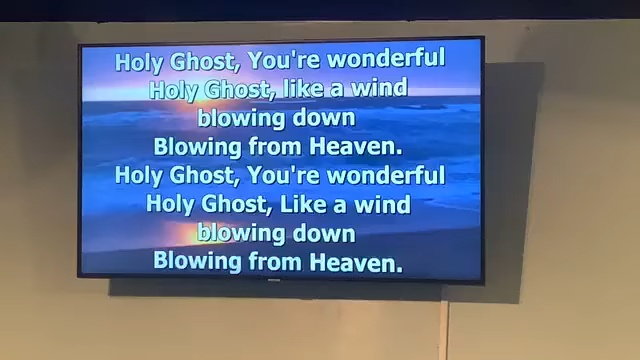 Holy Ghost, You're wonderful
Holy Ghost, like a wind
blowing down
Blowing from Heaven.
Holy Ghost, You're wonderful
Holy Ghost, Like a wind
blowing down
Blowing from Heaven.